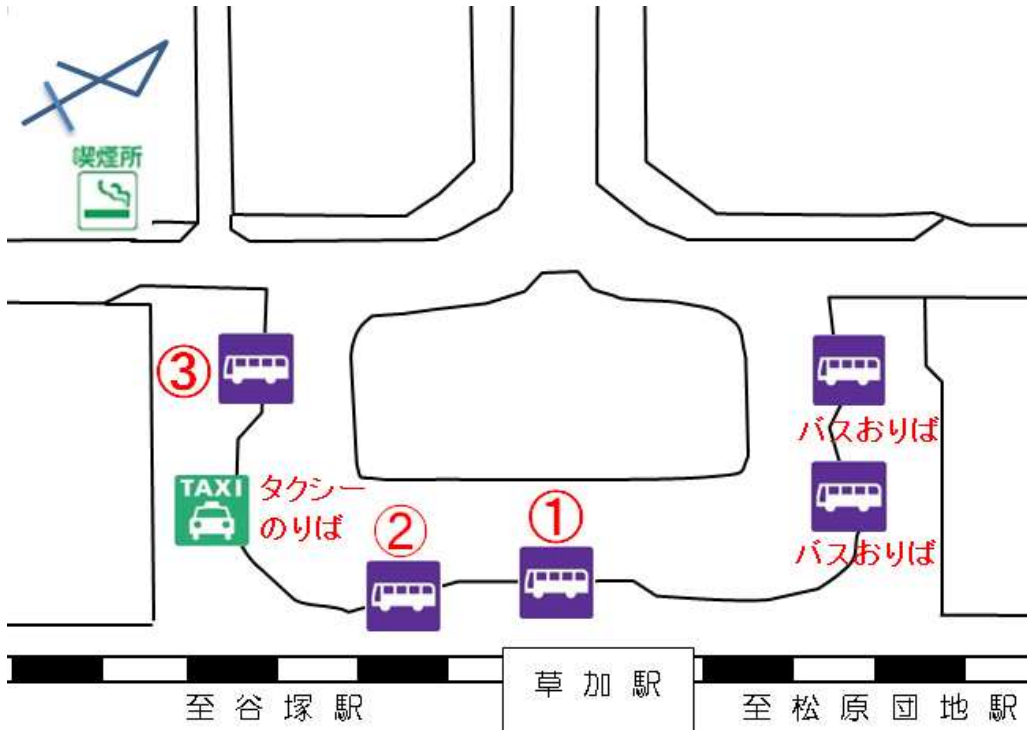 喫煙所
③
バスおりば
TAXI
タクシー
のりば
②
①
バスおりば
草加駅
至谷塚駅
至松原団地駅